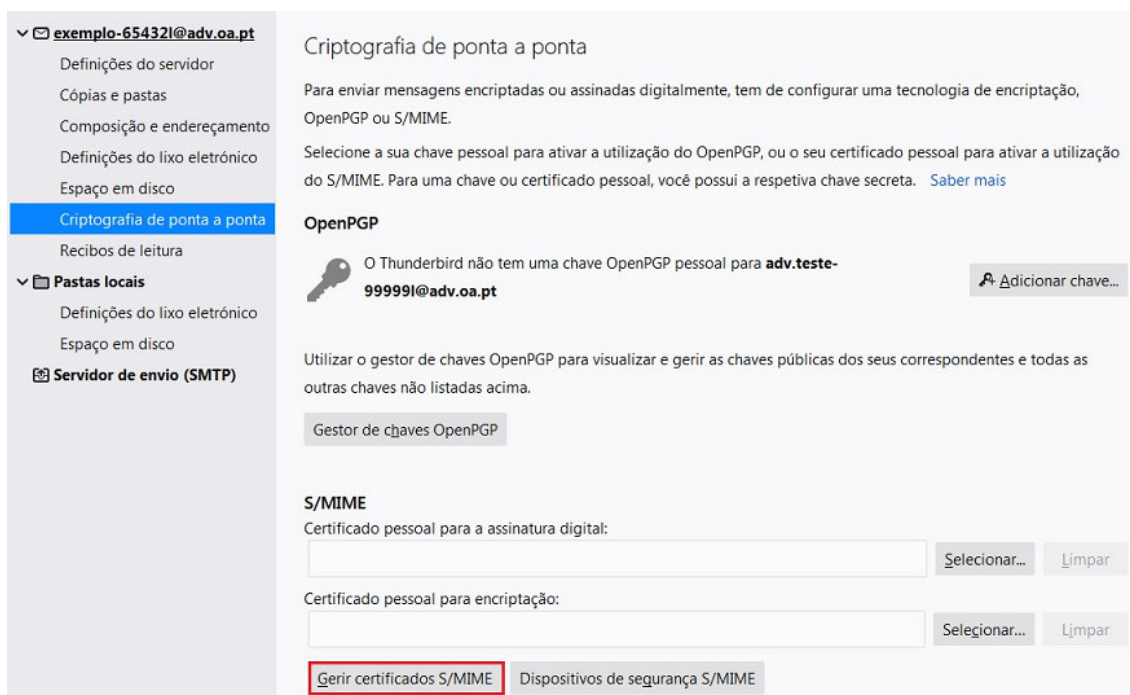 exemplo-65432l@adv.oa.pt
Definições do servidor
Cópias e pastas
Composição e endereçamento
Definições do lixo eletrónico
Espaço em disco
Criptografia de ponta a ponta
Recibos de leitura
Pastas locais
Definições do lixo eletrónico
Espaço em disco
Servidor de envio (SMTP)
Criptografia de ponta a ponta
Para enviar mensagens encriptadas ou assinadas digitalmente, tem de configurar uma tecnologia de encriptação,
OpenPGP ou S/MIME.
Selecione a sua chave pessoal para ativar a utilização do OpenPGP, ou o seu certificado pessoal para ativar a utilização
do S/MIME. Para uma chave ou certificado pessoal, você possui a respetiva chave secreta. Saber mais
OpenPGP
O Thunderbird não tem uma chave OpenPGP pessoal para adv.teste-
99999l@adv.oa.pt
Adicionar chave...
Utilizar o gestor de chaves OpenPGP para visualizar e gerir as chaves públicas dos seus correspondentes e todas as
outras chaves não listadas acima.
Gestor de chaves OpenPGP
S/MIME
Certificado pessoal para a assinatura digital:
Selecionar... Limpar
Certificado pessoal para encriptação:
Selecionar... Limpar
Gerir certificados S/MIME Dispositivos de segurança S/MIME